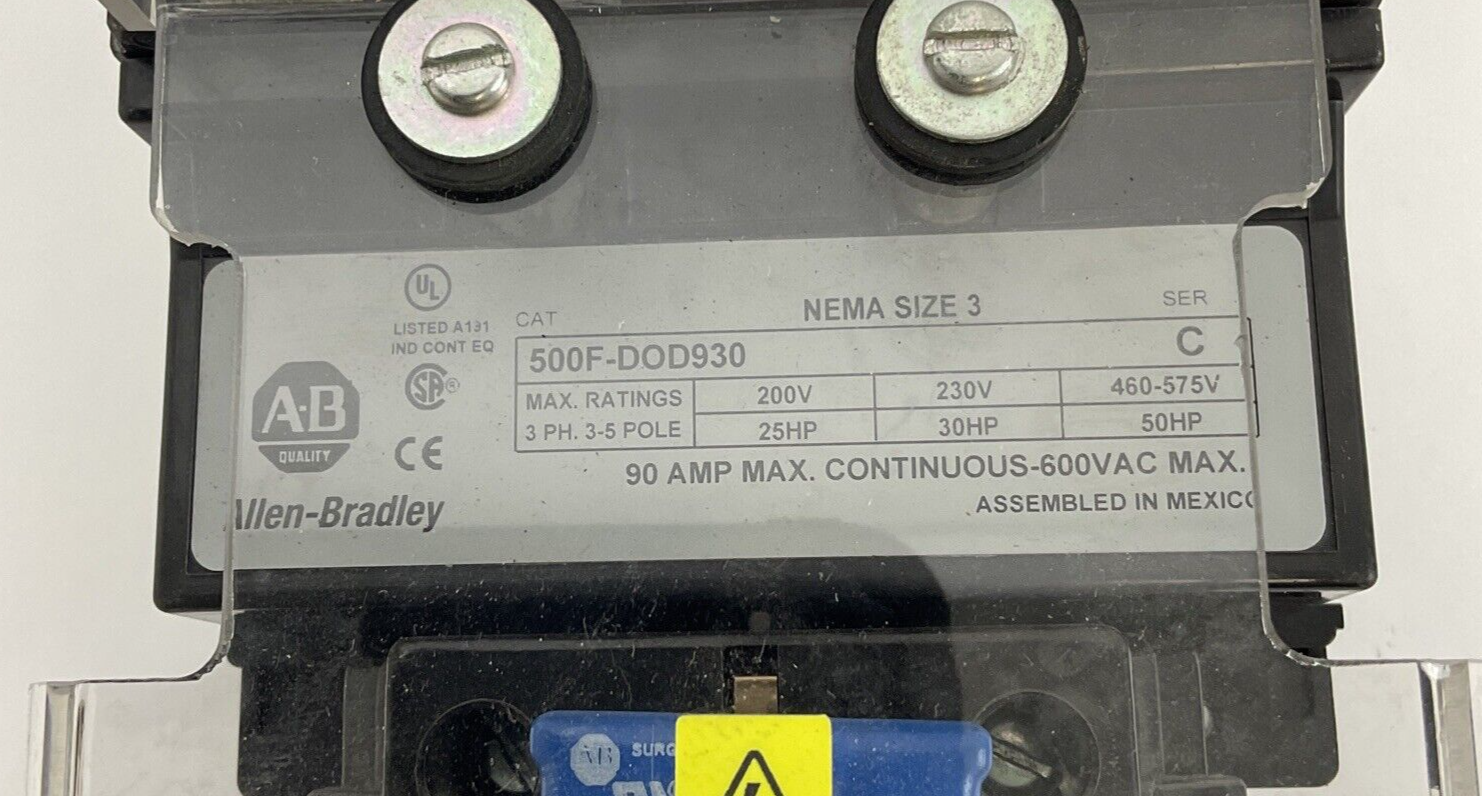 UL
LISTED A191
IND CONT EQ
SA®
CE
A-B
QUALITY
Allen-Bradley
CAT NEMA SIZE 3 SER
500F-DOD930 C
MAX. RATINGS 200V 230V 460-575V
3 PH. 3-5 POLE 25HP 30HP 50HP
90 AMP MAX. CONTINUOUS-600VAC MAX.
ASSEMBLED IN MEXICO
AB